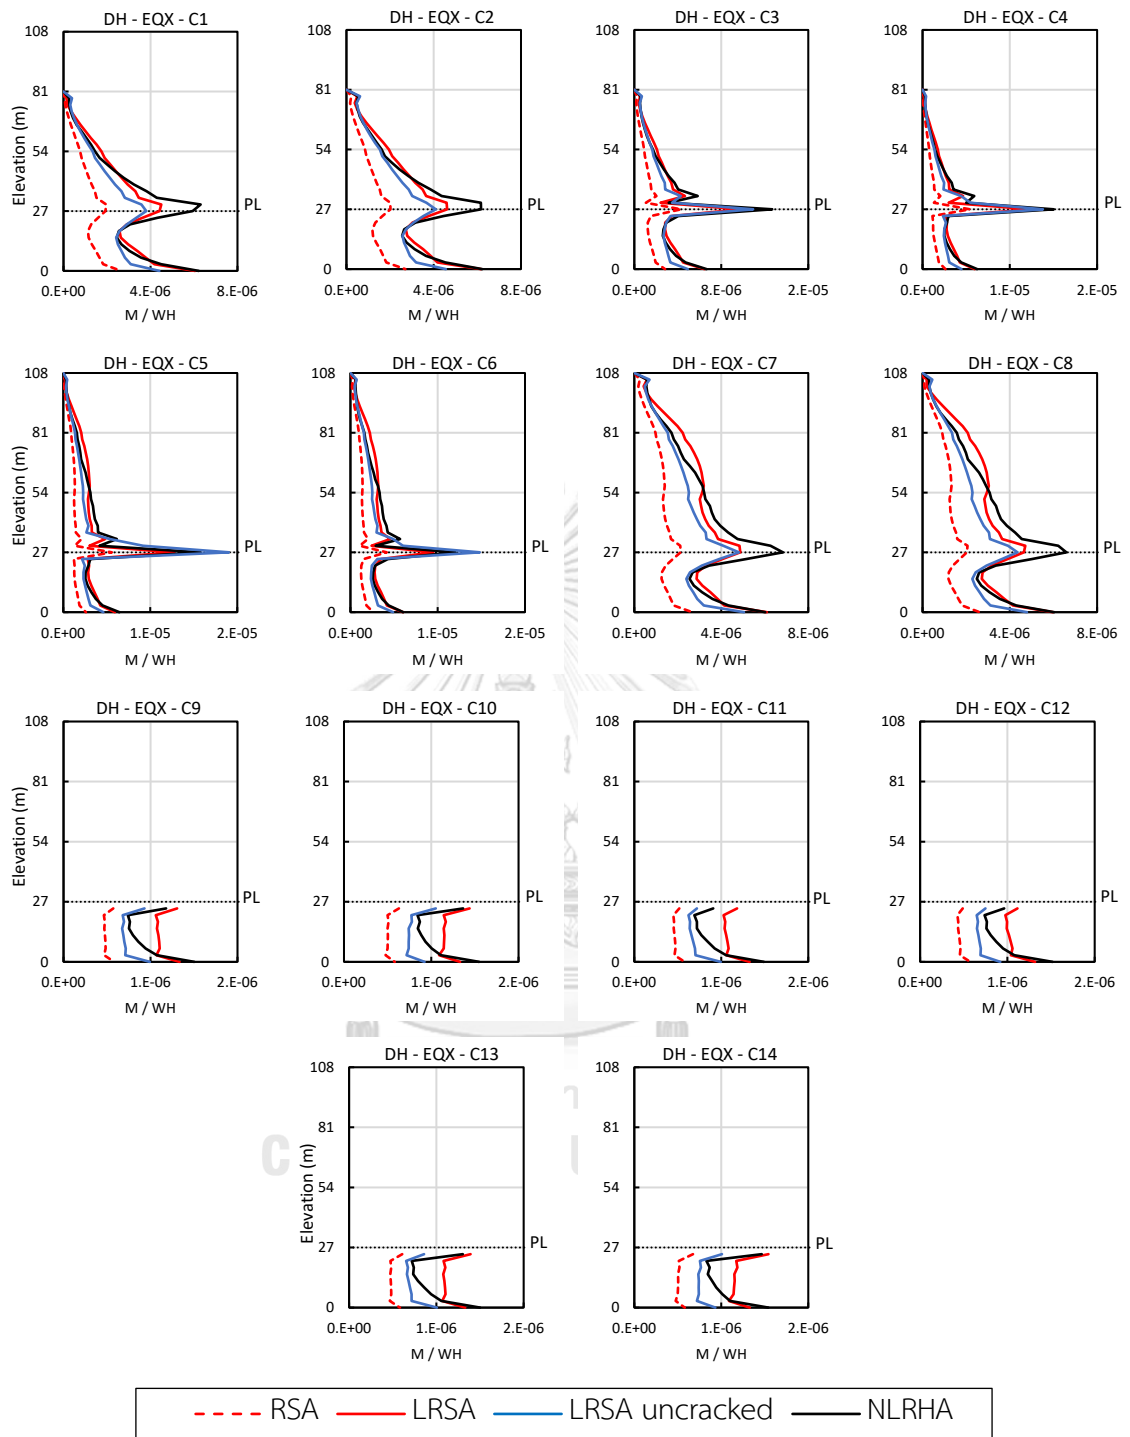 DH - EQX - C1
DH - EQX - C2
DH - EQX - C3
DH - EQX - C4
Elevation (m)
108
81
54
27
0
PL
0.E+00 4.E-06 8.E-06
M / WH
108
81
54
27
0
0.E+00 4.E-06 8.E-06
M / WH
108
81
54
27
0
PL
0.E+00 8.E-06 2.E-05
M / WH
108
81
54
27
0
PL
0.E+00 1.E-05 2.E-05
M / WH
DH - EQX - C5
DH - EQX - C6
DH - EQX - C7
DH - EQX - C8
Elevation (m)
108
81
54
27
0
PL
0.E+00 1.E-05 2.E-05
M / WH
108
81
54
27
0
0.E+00 1.E-05 2.E-05
M / WH
108
81
54
27
0
PL
0.E+00 4.E-06 8.E-06
M / WH
108
81
54
27
0
PL
0.E+00 4.E-06 8.E-06
M / WH
DH - EQX - C9
DH - EQX - C10
DH - EQX - C11
DH - EQX - C12
Elevation (m)
108
81
54
27
0
PL
0.E+00 1.E-06 2.E-06
M / WH
108
81
54
27
0
0.E+00 1.E-06 2.E-06
M / WH
108
81
54
27
0
PL
0.E+00 1.E-06 2.E-06
M / WH
108
81
54
27
0
PL
0.E+00 1.E-06 2.E-06
M / WH
DH - EQX - C13
DH - EQX - C14
Elevation (m)
108
81
54
27
0
PL
0.E+00 1.E-06 2.E-06
M / WH
108
81
54
27
0
PL
0.E+00 1.E-06 2.E-06
M / WH
RSA LRSA LRSA uncracked NLRHA